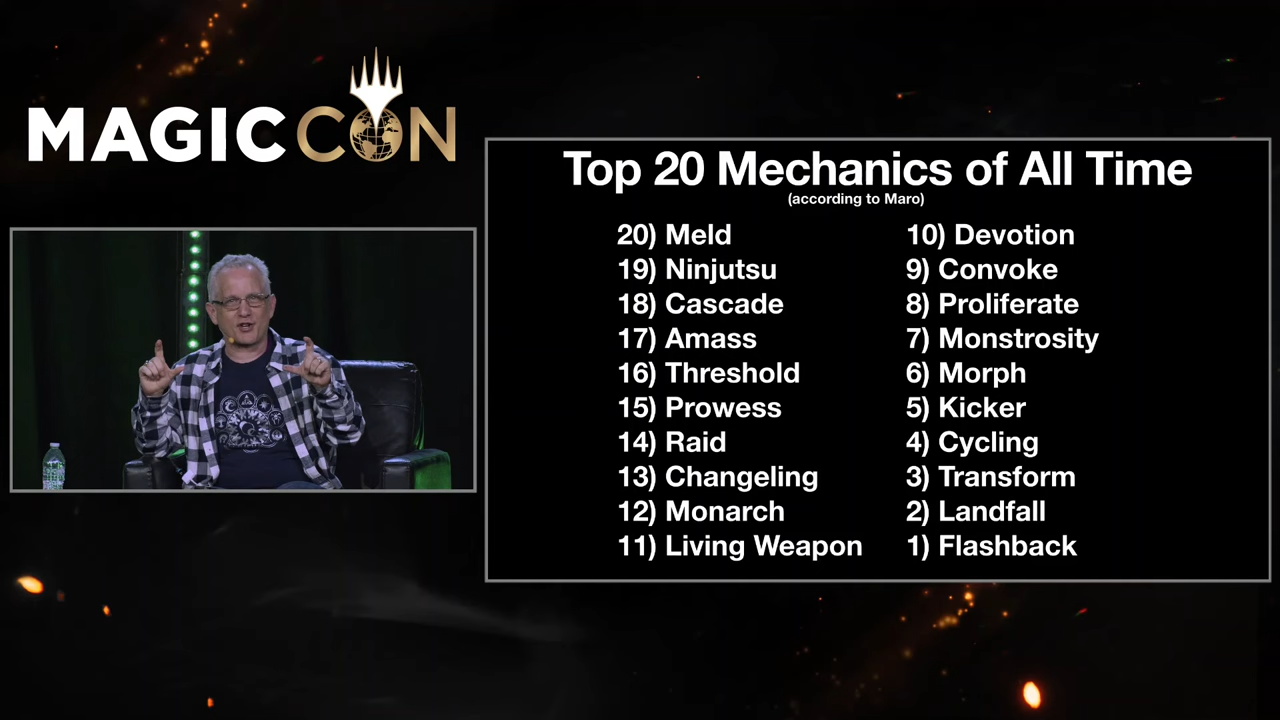 MAGICCON
Top 20 Mechanics of All Time
(according to Maro)
20) Meld
19) Ninjutsu
18) Cascade
17) Amass
16) Threshold
15) Prowess
14) Raid
13) Changeling
12) Monarch
11) Living Weapon
10) Devotion
9) Convoke
8) Proliferate
7) Monstrosity
6) Morph
5) Kicker
4) Cycling
3) Transform
2) Landfall
1) Flashback